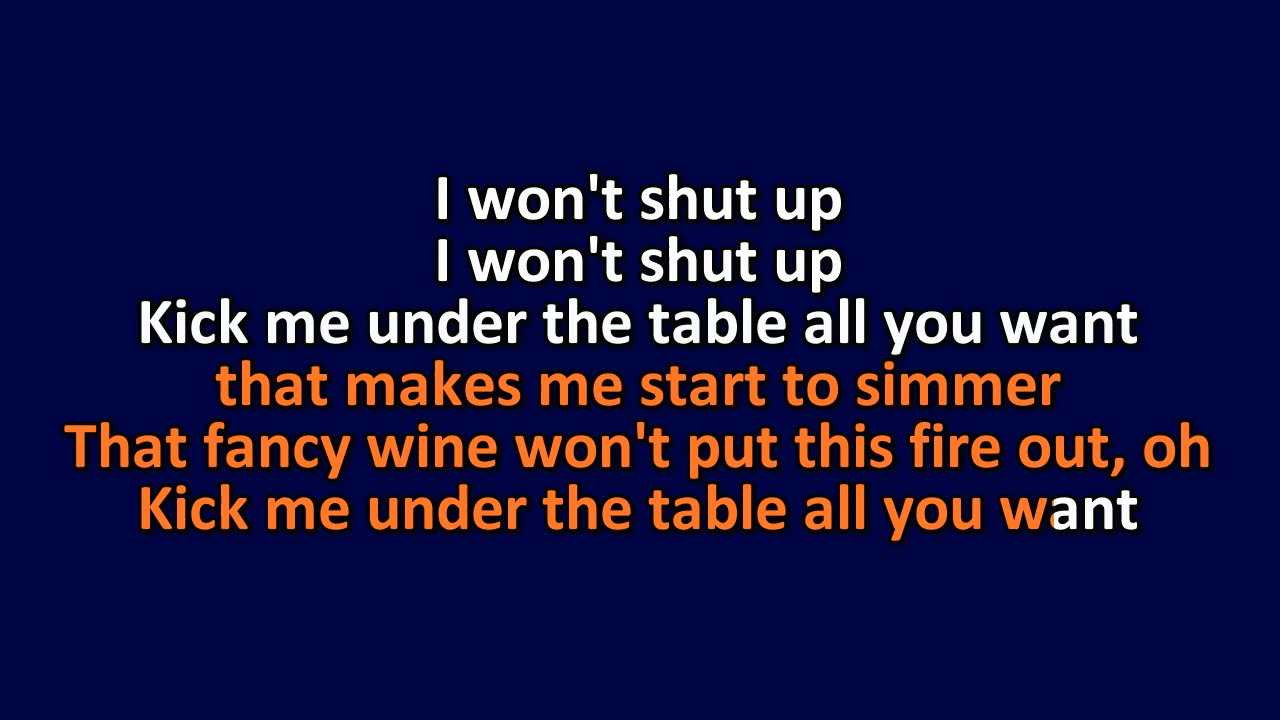 I won't shut up
I won't shut up
Kick me under the table all you want
that makes me start to simmer
That fancy wine won't put this fire out, oh
Kick me under the table all you want